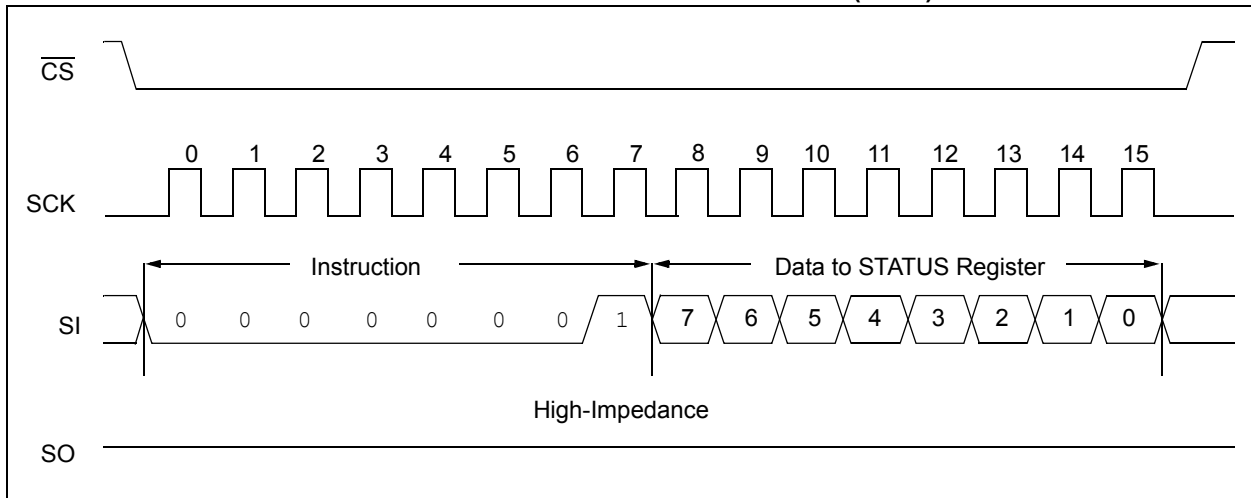 CS
0 1 2 3 4 5 6 7 8 9 10 11 12 13 14 15
SCK
Instruction Data to STATUS Register
SI 0 0 0 0 0 0 0 1 7 6 5 4 3 2 1 0
High-Impedance
SO